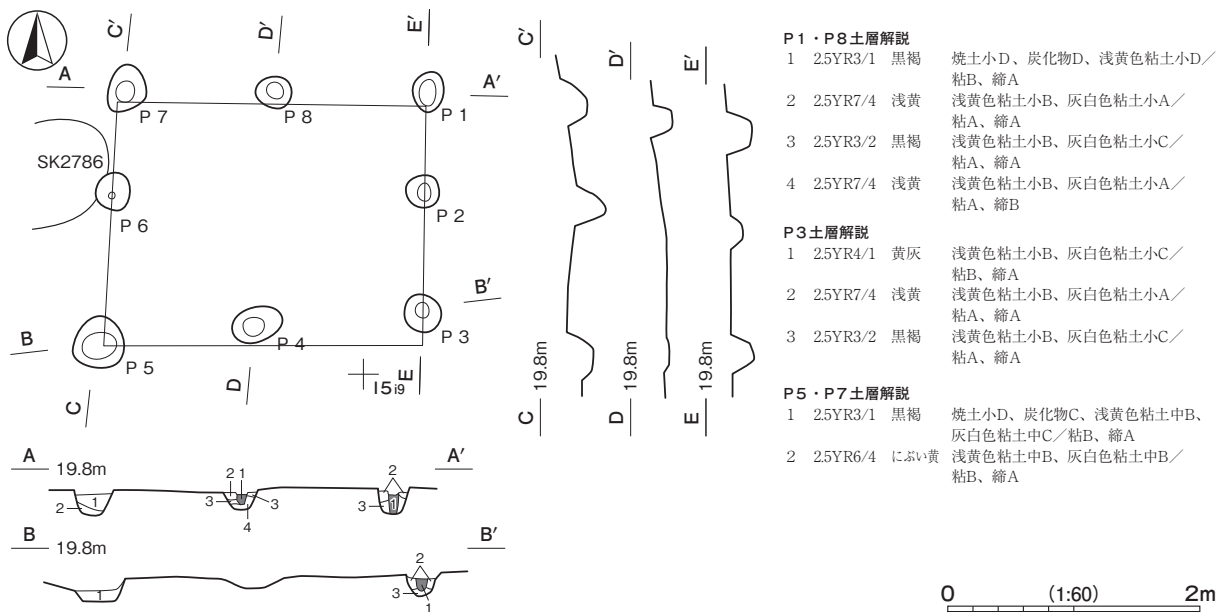 C′
D′
E′
A
A′
P 7
P 8
P 1
SK2786
P 6
P 2
B′
B
P 5
P 4
P 3
I5i9
C
D
E
C′
D′
E′
19.8m
19.8m
19.8m
C
D
E
A 19.8m A′
2 1
2
1
2
3
3
4
3
1
B 19.8m B′
2
1
3
1
P1・P8土層解説
1 2.5YR3/1 黒褐 焼土小D、炭化物D、浅黄色粘土小D／
粘B、締A
2 2.5YR7/4 浅黄 浅黄色粘土小B、灰白色粘土小A／
粘A、締A
3 2.5YR3/2 黒褐 浅黄色粘土小B、灰白色粘土小C／
粘A、締A
4 2.5YR7/4 浅黄 浅黄色粘土小B、灰白色粘土小A／
粘A、締B
P3土層解説
1 2.5YR4/1 黄灰 浅黄色粘土小B、灰白色粘土小C／
粘B、締A
2 2.5YR7/4 浅黄 浅黄色粘土小B、灰白色粘土小A／
粘A、締A
3 2.5YR3/2 黒褐 浅黄色粘土小B、灰白色粘土小C／
粘A、締A
P5・P7土層解説
1 2.5YR3/1 黒褐 焼土小D、炭化物C、浅黄色粘土中B、
灰白色粘土中C／粘B、締A
2 2.5YR6/4 にぶい黄 浅黄色粘土中B、灰白色粘土中B／
粘B、締A
0 (1:60) 2m